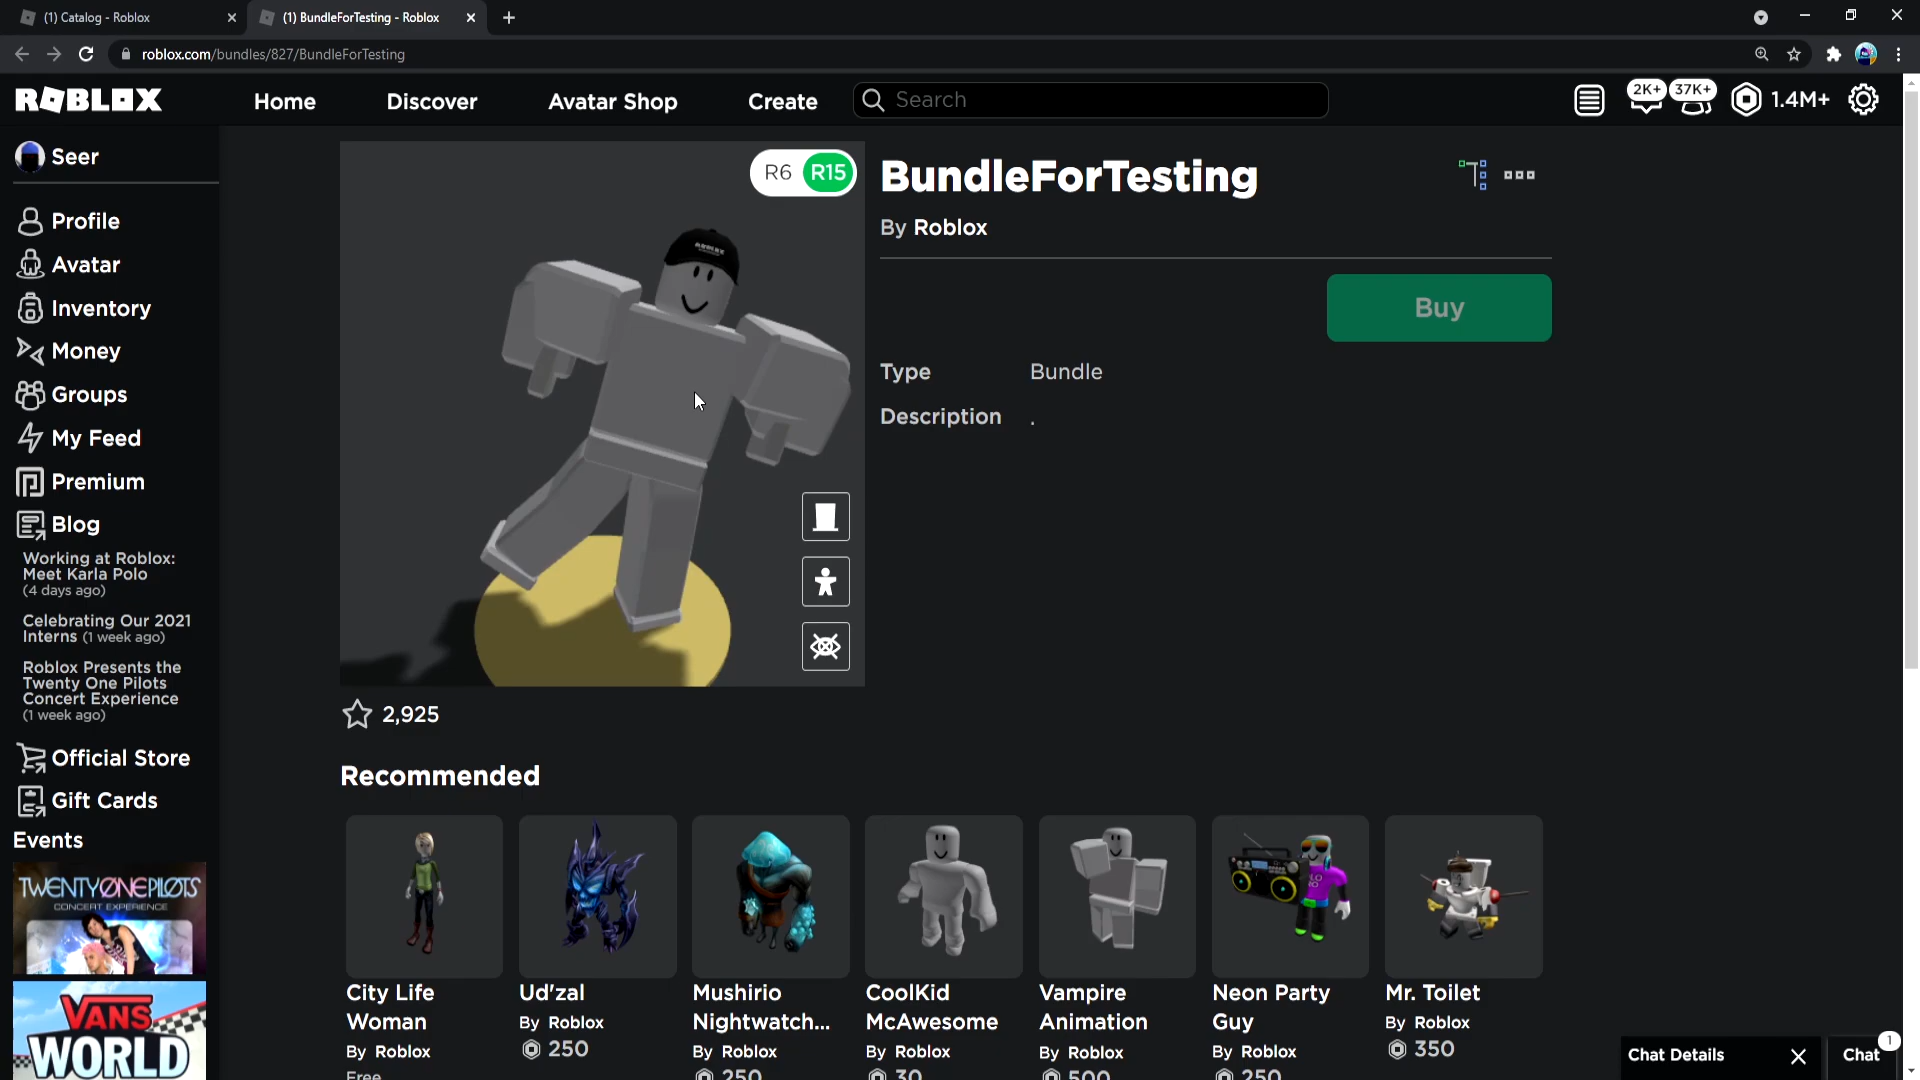 (1) Catalog - Roblox
(1) BundleForTesting - Roblox
roblox.com/bundles/827/BundleForTesting
ROBLOX
Home
Discover
Avatar Shop
Create
Search
2K+
37K+
1.4M+
Seer
Profile
Avatar
Inventory
Money
Groups
My Feed
Premium
Blog
Working at Roblox:
Meet Karla Polo
(4 days ago)
Celebrating Our 2021
Interns (1 week ago)
Roblox Presents the
Twenty One Pilots
Concert Experience
(1 week ago)
Official Store
Gift Cards
Events
TWENTY ØNE PILØTS
CONCERT EXPERIENCE
VANS
WORLD
R6 R15
BundleForTesting
By Roblox
Buy
Type Bundle
Description .
2,925
Recommended
City Life
Woman
By Roblox
Free
Ud'zal
By Roblox
250
Mushirio
Nightwatch...
By Roblox
250
CoolKid
McAwesome
By Roblox
30
Vampire
Animation
By Roblox
500
Neon Party
Guy
By Roblox
250
Mr. Toilet
By Roblox
350
Chat Details
Chat
1